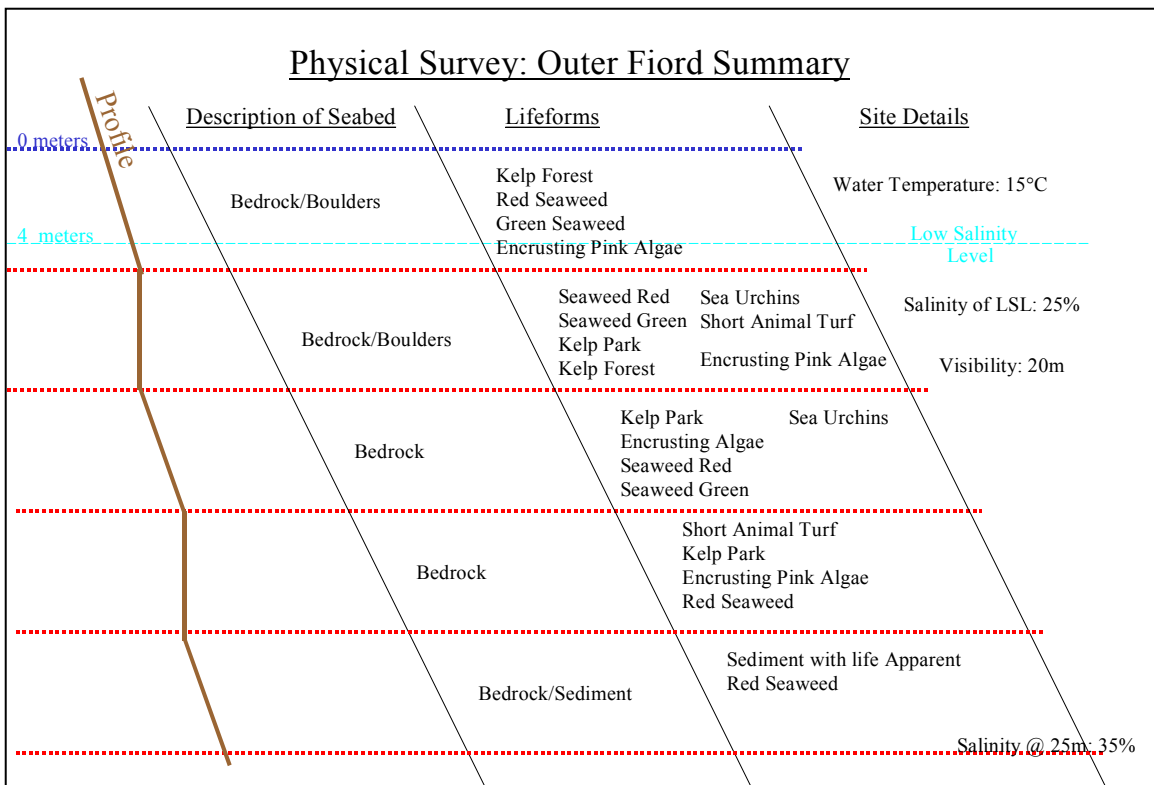 Physical Survey: Outer Fiord Summary
Profile
Description of Seabed
Lifeforms
Site Details
0 meters
Bedrock/Boulders
Kelp Forest
Red Seaweed
Green Seaweed
Encrusting Pink Algae
Water Temperature: 15°C
4 meters
Low Salinity
Level
Bedrock/Boulders
Seaweed Red
Seaweed Green
Kelp Park
Kelp Forest
Sea Urchins
Short Animal Turf
Encrusting Pink Algae
Salinity of LSL: 25%
Visibility: 20m
Bedrock
Kelp Park
Encrusting Algae
Seaweed Red
Seaweed Green
Sea Urchins
Bedrock
Short Animal Turf
Kelp Park
Encrusting Pink Algae
Red Seaweed
Bedrock/Sediment
Sediment with life Apparent
Red Seaweed
Salinity @ 25m: 35%